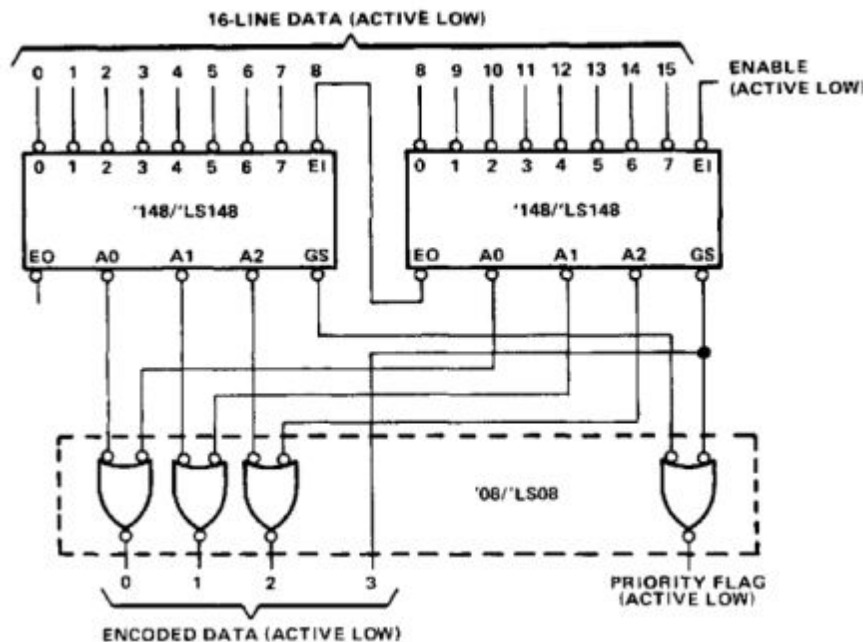 16-LINE DATA (ACTIVE LOW)
0 1 2 3 4 5 6 7 8 8 9 10 11 12 13 14 15 ENABLE
(ACTIVE LOW)
0 1 2 3 4 5 6 7 EI 0 1 2 3 4 5 6 7 EI
'148/'LS148 '148/'LS148
EO A0 A1 A2 GS EO A0 A1 A2 GS
'08/'LS08
0 1 2 3 PRIORITY FLAG
(ACTIVE LOW)
ENCODED DATA (ACTIVE LOW)